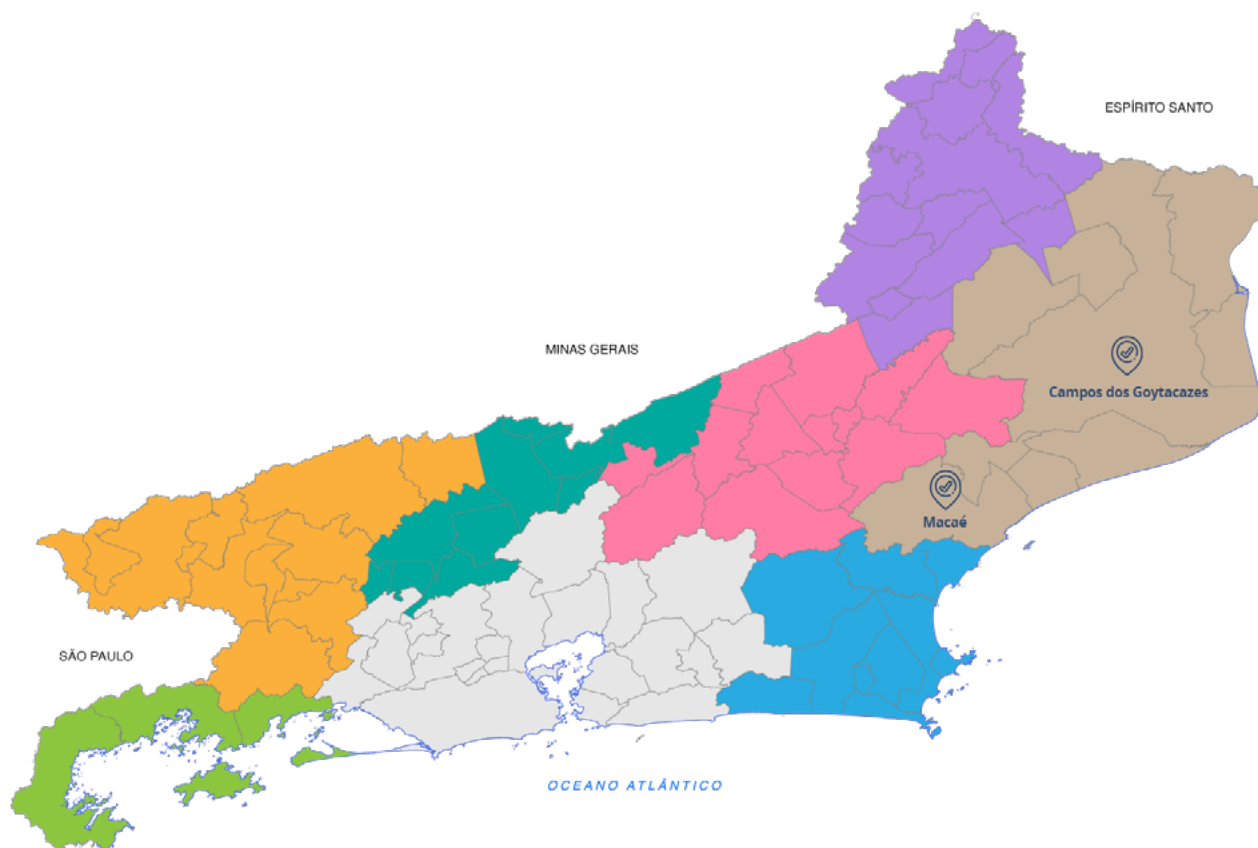 ESPÍRITO SANTO
MINAS GERAIS
Campos dos Goytacazes
Macaé
SÃO PAULO
OCEANO ATLÂNTICO